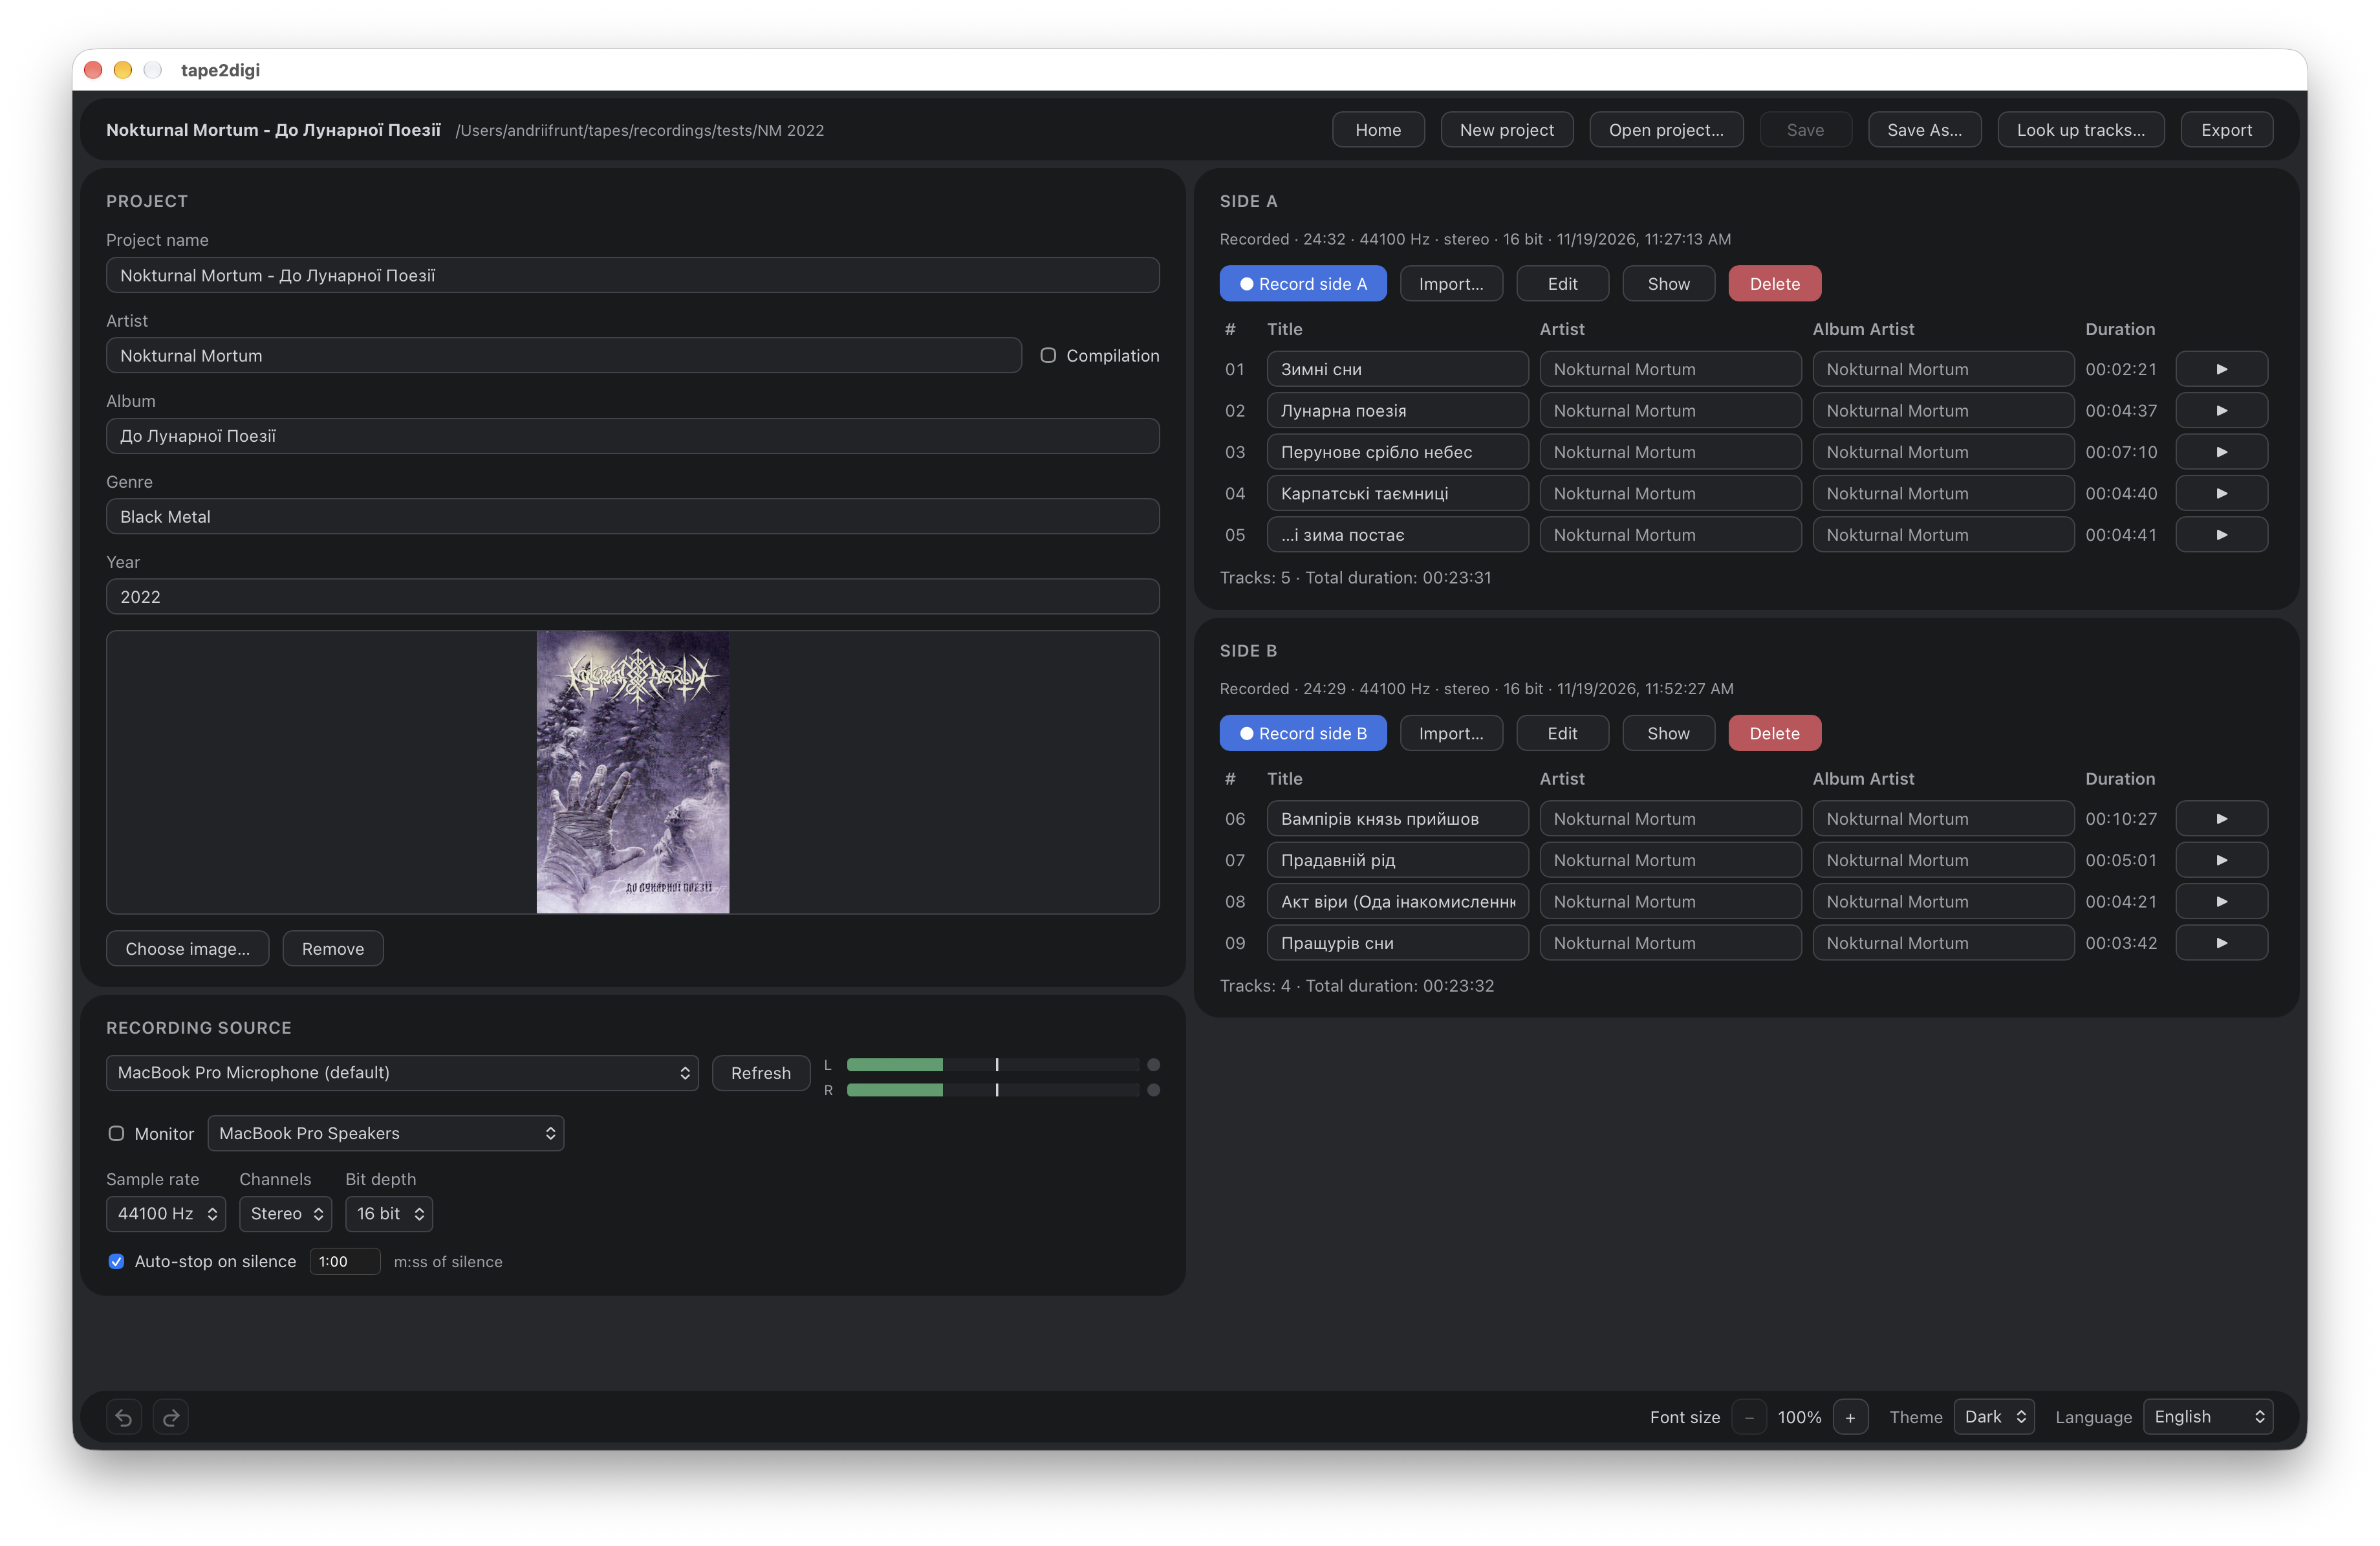 tape2digi
Nokturnal Mortum - До Лунарної Поезії /Users/andriifrunt/tapes/recordings/tests/NM 2022
Home New project Open project... Save Save As... Look up tracks... Export
PROJECT
Project name
Nokturnal Mortum - До Лунарної Поезії
Artist
Nokturnal Mortum Compilation
Album
До Лунарної Поезії
Genre
Black Metal
Year
2022
NOKTURNAL MORTUM
ДО ЛУНАРНОЇ ПОЕЗІЇ
Choose image... Remove
RECORDING SOURCE
MacBook Pro Microphone (default) Refresh L
R
Monitor MacBook Pro Speakers
Sample rate Channels Bit depth
44100 Hz Stereo 16 bit
Auto-stop on silence 1:00 m:ss of silence
SIDE A
Recorded · 24:32 · 44100 Hz · stereo · 16 bit · 11/19/2026, 11:27:13 AM
Record side A Import... Edit Show Delete
# Title Artist Album Artist Duration
01 Зимні сни Nokturnal Mortum Nokturnal Mortum 00:02:21
02 Лунарна поезія Nokturnal Mortum Nokturnal Mortum 00:04:37
03 Перунове срібло небес Nokturnal Mortum Nokturnal Mortum 00:07:10
04 Карпатські таємниці Nokturnal Mortum Nokturnal Mortum 00:04:40
05 ...і зима постає Nokturnal Mortum Nokturnal Mortum 00:04:41
Tracks: 5 · Total duration: 00:23:31
SIDE B
Recorded · 24:29 · 44100 Hz · stereo · 16 bit · 11/19/2026, 11:52:27 AM
Record side B Import... Edit Show Delete
# Title Artist Album Artist Duration
06 Вампірів князь прийшов Nokturnal Mortum Nokturnal Mortum 00:10:27
07 Прадавній рід Nokturnal Mortum Nokturnal Mortum 00:05:01
08 Акт віри (Ода інакомисленн Nokturnal Mortum Nokturnal Mortum 00:04:21
09 Пращурів сни Nokturnal Mortum Nokturnal Mortum 00:03:42
Tracks: 4 · Total duration: 00:23:32
Font size − 100% + Theme Dark Language English